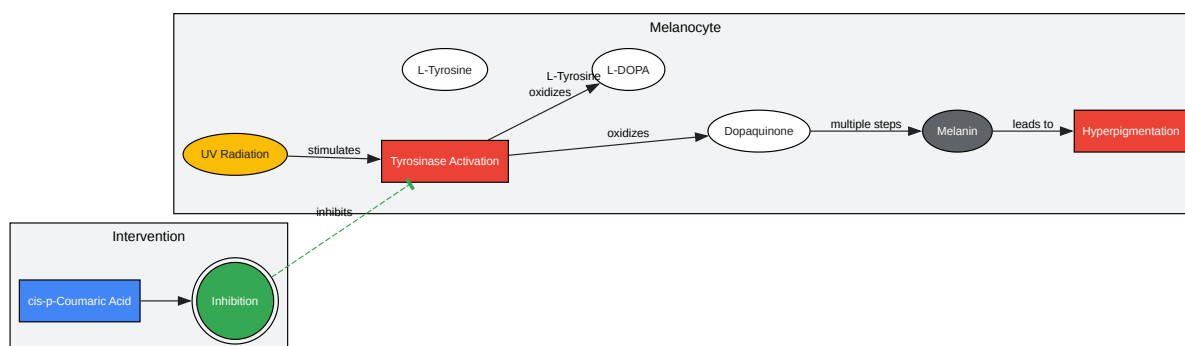 Melanocyte
L-Tyrosine
L-DOPA
L-Tyrosine
oxidizes
UV Radiation
stimulates
Tyrosinase Activation
oxidizes
Dopaquinone
multiple steps
Melanin
leads to
Hyperpigmentation
inhibits
Intervention
cis-p-Coumaric Acid
Inhibition